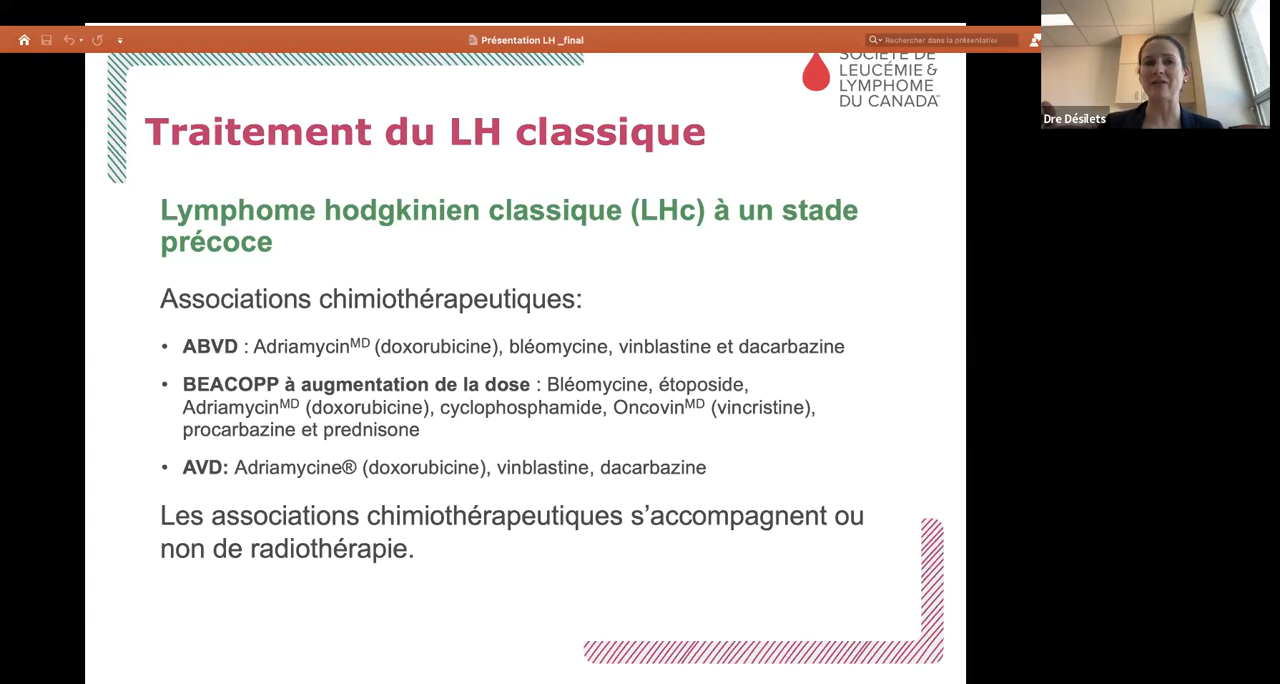 Présentation LH _final
Rechercher dans la présentation
SOCIÉTÉ DE
LEUCÉMIE &
LYMPHOME
DU CANADA
Dre Désilets
Traitement du LH classique
Lymphome hodgkinien classique (LHc) à un stade
précoce
Associations chimiothérapeutiques:
• ABVD : Adriamycinᴹᴰ (doxorubicine), bléomycine, vinblastine et dacarbazine
• BEACOPP à augmentation de la dose : Bléomycine, étoposide,
Adriamycinᴹᴰ (doxorubicine), cyclophosphamide, Oncovinᴹᴰ (vincristine),
procarbazine et prednisone
• AVD: Adriamycine® (doxorubicine), vinblastine, dacarbazine
Les associations chimiothérapeutiques s’accompagnent ou
non de radiothérapie.